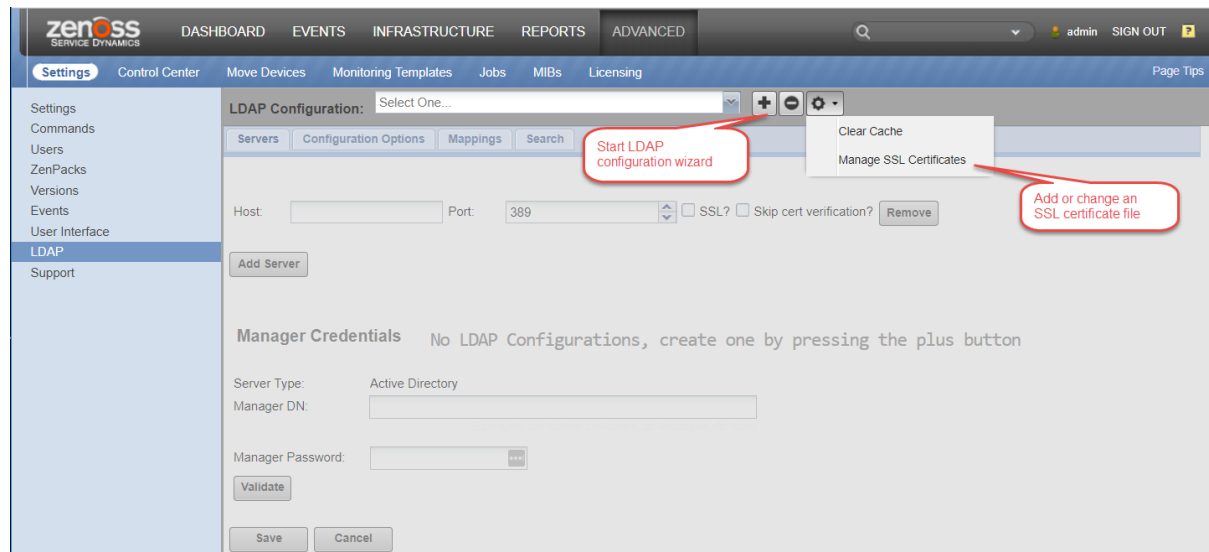 zenoss
SERVICE DYNAMICS
DASHBOARD EVENTS INFRASTRUCTURE REPORTS ADVANCED
admin SIGN OUT ?
Settings Control Center Move Devices Monitoring Templates Jobs MIBs Licensing Page Tips
Settings
Commands
Users
ZenPacks
Versions
Events
User Interface
LDAP
Support
LDAP Configuration: Select One...
Clear Cache
Manage SSL Certificates
Servers Configuration Options Mappings Search
Start LDAP
configuration wizard
Add or change an
SSL certificate file
Host: Port: 389 SSL? Skip cert verification? Remove
Add Server
Manager Credentials
No LDAP Configurations, create one by pressing the plus button
Server Type: Active Directory
Manager DN:
Manager Password:
Validate
Save Cancel